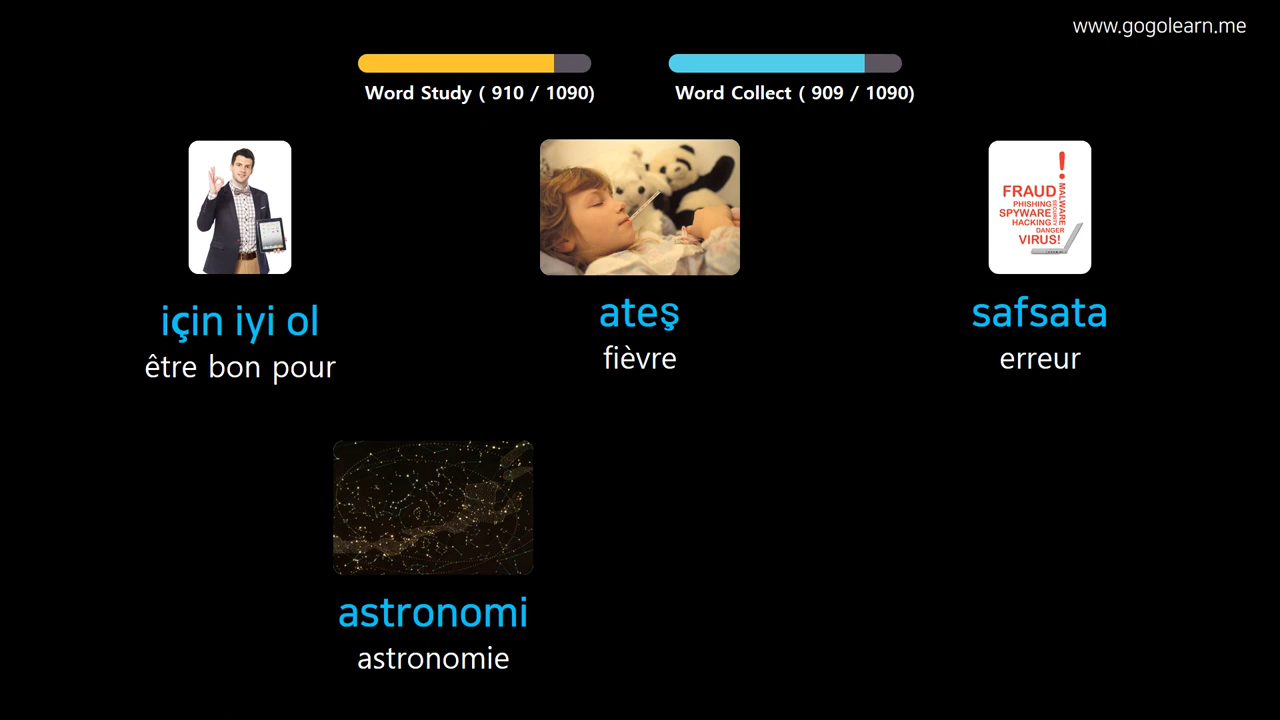 www.gogolearn.me
Word Study ( 910 / 1090)
Word Collect ( 909 / 1090)
FRAUD
!
MALWARE
PHISHING
SPYWARE
SECURITY
HACKING
DANGER
VIRUS!
için iyi ol
être bon pour
ateş
fièvre
safsata
erreur
astronomi
astronomie